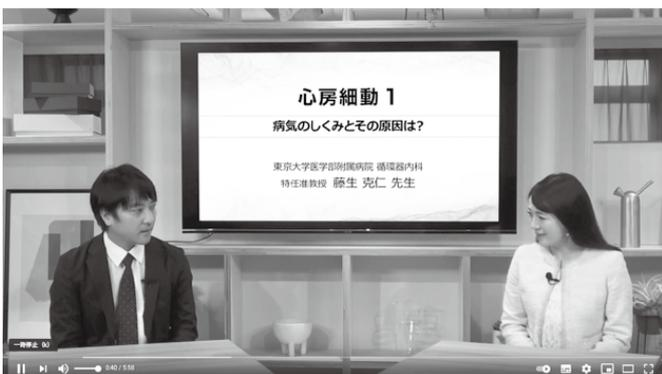 心房細動 1
病気のしくみとその原因は?
東京大学医学部附属病院 循環器内科
特任准教授 藤生 克仁 先生
一時停止 (k)
0:40 / 5:58